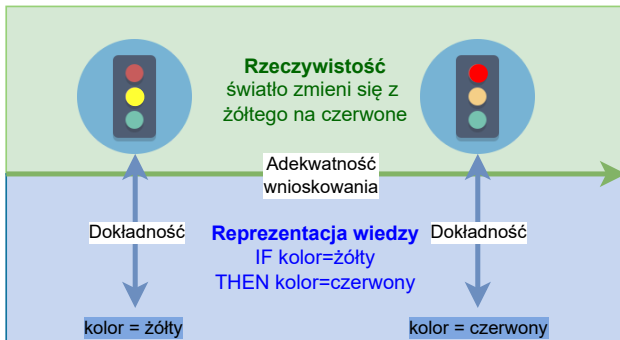 Rzeczywistość
światło zmieni się z
żółtego na czerwone
Adekwatność
wnioskowania
Dokładność
Reprezentacja wiedzy
IF kolor=żółty
THEN kolor=czerwony
Dokładność
kolor = żółty
kolor = czerwony